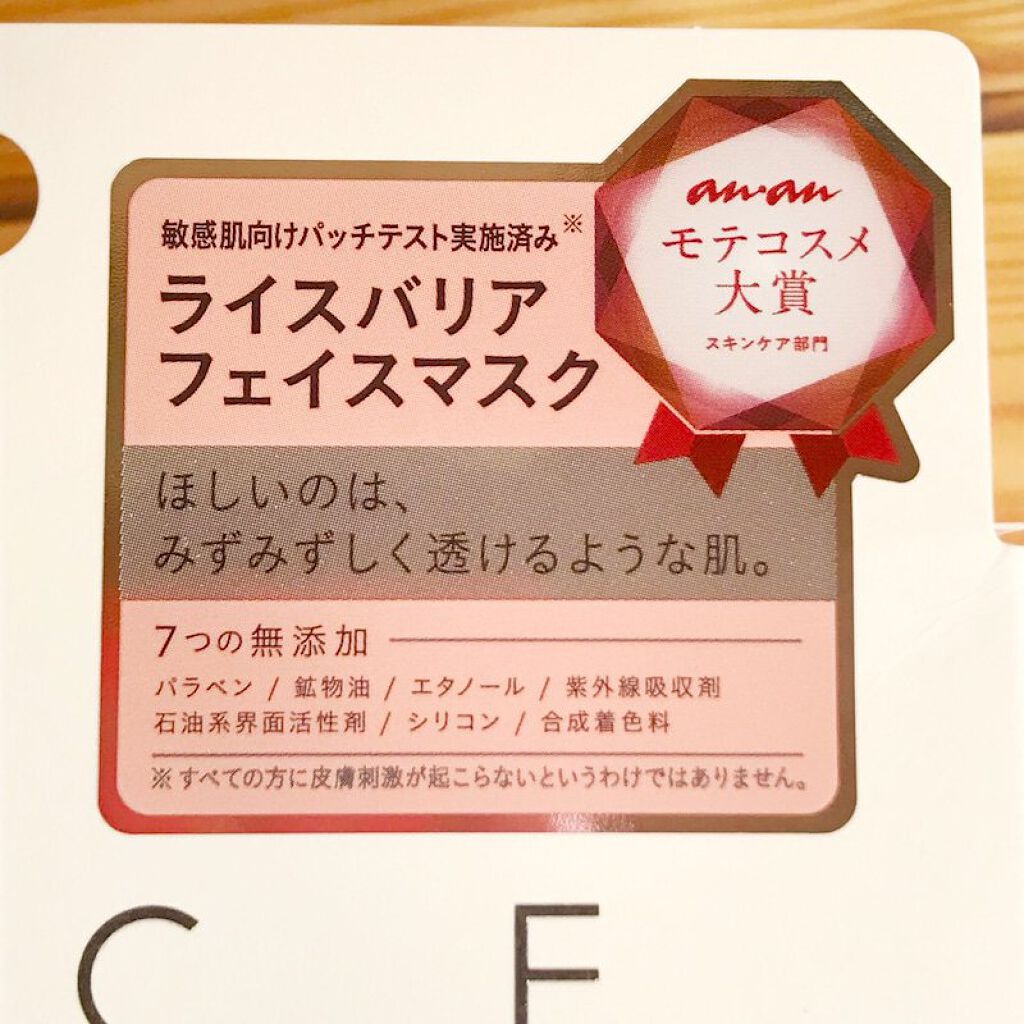 敏感肌向けパッチテスト実施済み※
ライスバリア
フェイスマスク
an・an
モテコスメ
大賞
スキンケア部門
ほしいのは、
みずみずしく透けるような肌。
7つの無添加
パラベン / 鉱物油 / エタノール / 紫外線吸収剤
石油系界面活性剤 / シリコン / 合成着色料
※すべての方に皮膚刺激が起こらないというわけではありません。
C E